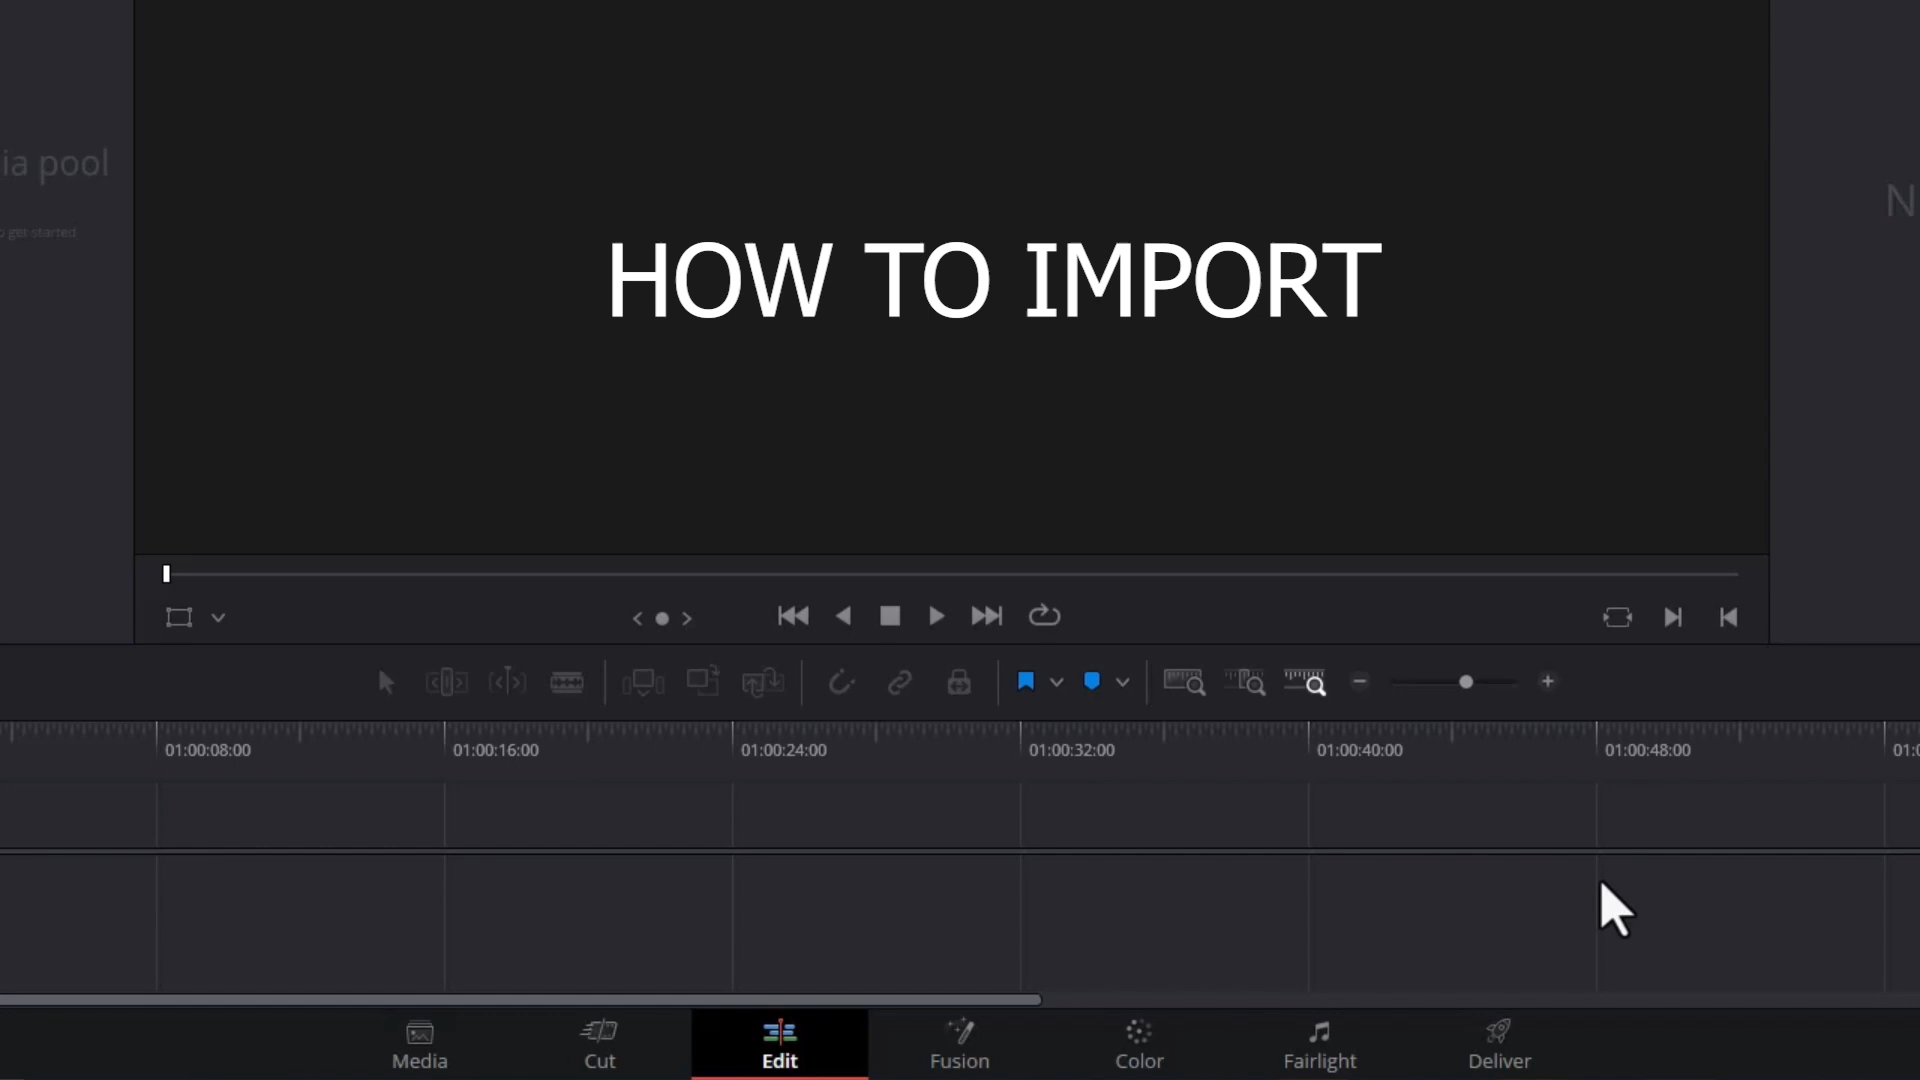 ia pool
o get started
N
HOW TO IMPORT
01:00:08:00 01:00:16:00 01:00:24:00 01:00:32:00 01:00:40:00 01:00:48:00 01:0
Media Cut Edit Fusion Color Fairlight Deliver